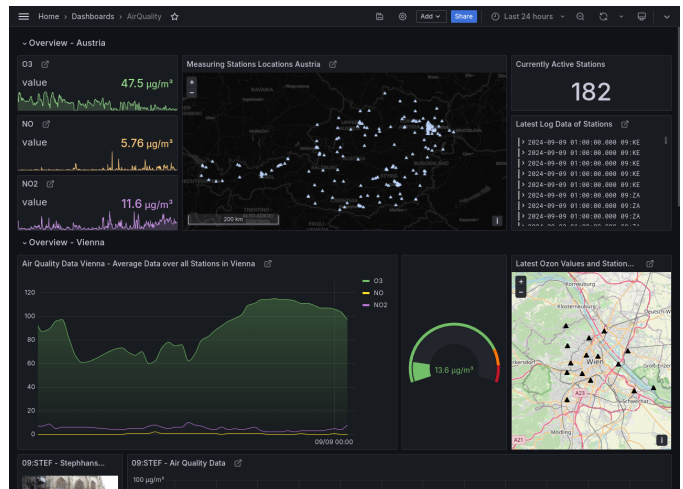 Home › Dashboards › AirQuality
Add
Share
Last 24 hours
Overview - Austria
O3
value
47.5 µg/m³
NO
value
5.76 µg/m³
NO2
value
11.6 µg/m³
Measuring Stations Locations Austria
+
−
BAVARIA
200 km
i
Currently Active Stations
182
Latest Log Data of Stations
> 2024-09-09 01:00:00.000 09:KE
> 2024-09-09 01:00:00.000 09:KE
> 2024-09-09 01:00:00.000 09:KE
> 2024-09-09 01:00:00.000 09:KE
> 2024-09-09 01:00:00.000 09:KE
> 2024-09-09 01:00:00.000 09:ZA
> 2024-09-09 01:00:00.000 09:ZA
> 2024-09-09 01:00:00.000 09:ZA
Overview - Vienna
Air Quality Data Vienna - Average Data over all Stations in Vienna
O3
NO
NO2
120
100
80
60
40
20
0
09/09 00:00
13.6 µg/m³
Latest Ozon Values and Station...
+
−
Korneuburg
Klosterneuburg
Deutsch-W
Wien
Groß-Enzer
A23
Schwechat
Mödling
A21
i
09:STEF - Stephhans...
09:STEF - Air Quality Data
100 µg/m³